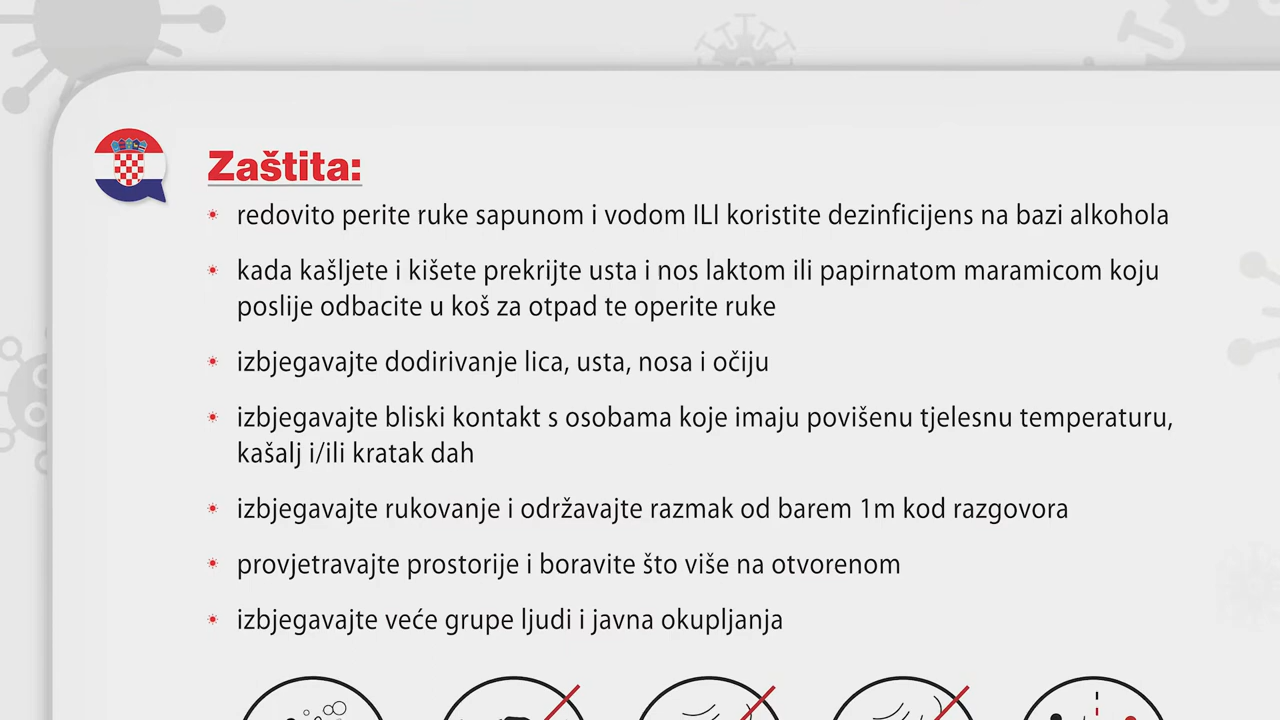 Zaštita:
redovito perite ruke sapunom i vodom ILI koristite dezinficijens na bazi alkohola
kada kašljete i kišete prekrijte usta i nos laktom ili papirnatom maramicom koju
poslije odbacite u koš za otpad te operite ruke
izbjegavajte dodirivanje lica, usta, nosa i očiju
izbjegavajte bliski kontakt s osobama koje imaju povišenu tjelesnu temperaturu,
kašalj i/ili kratak dah
izbjegavajte rukovanje i održavajte razmak od barem 1m kod razgovora
provjetravajte prostorije i boravite što više na otvorenom
izbjegavajte veće grupe ljudi i javna okupljanja